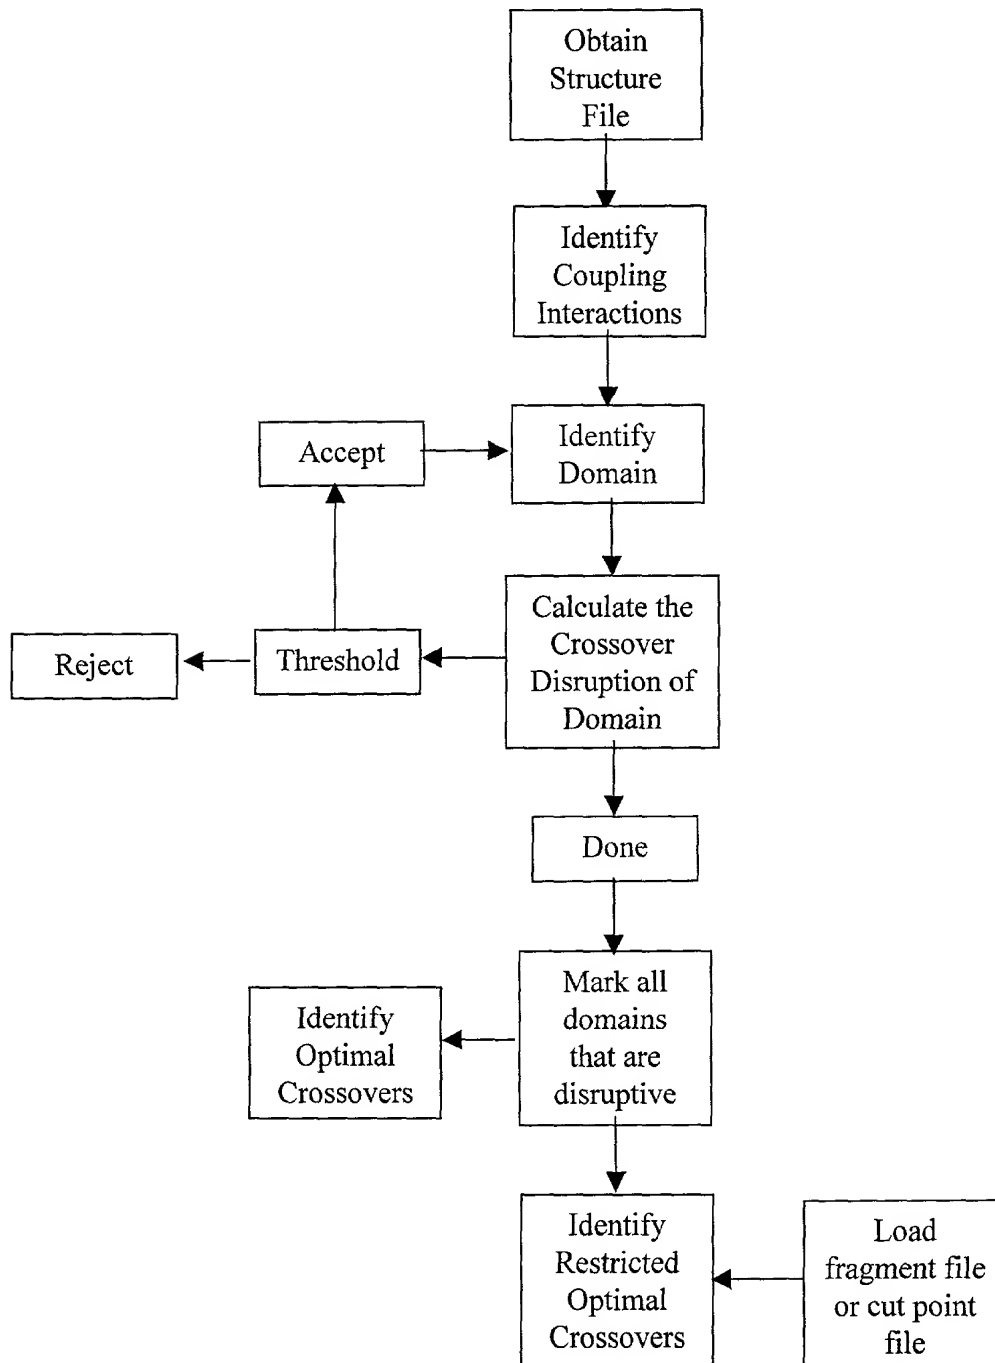 Obtain
Structure
File
Identify
Coupling
Interactions
Accept
Identify
Domain
Calculate the
Crossover
Disruption of
Domain
Threshold
Reject
Done
Mark all
domains
that are
disruptive
Identify
Optimal
Crossovers
Identify
Restricted
Optimal
Crossovers
Load
fragment file
or cut point
file